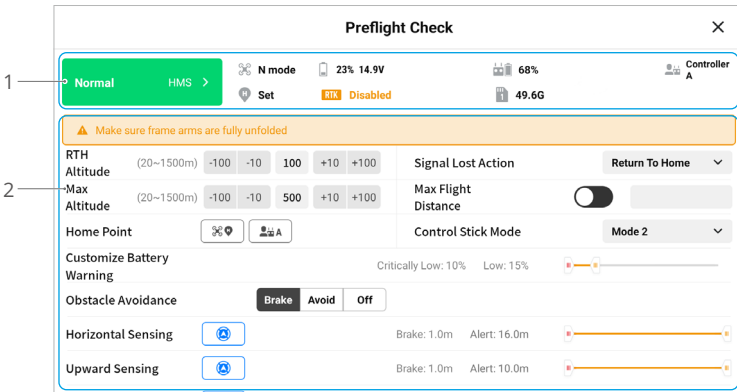 Preflight Check
1
Normal HMS
N mode 23% 14.9V 68% Controller A
Set RTK Disabled 1 49.6G
Make sure frame arms are fully unfolded
2
RTH Altitude (20~1500m) -100 -10 100 +10 +100 Signal Lost Action Return To Home
Max Altitude (20~1500m) -100 -10 500 +10 +100 Max Flight Distance
Home Point A Control Stick Mode Mode 2
Customize Battery Warning Critically Low: 10% Low: 15%
Obstacle Avoidance Brake Avoid Off
Horizontal Sensing Brake: 1.0m Alert: 16.0m
Upward Sensing Brake: 1.0m Alert: 10.0m